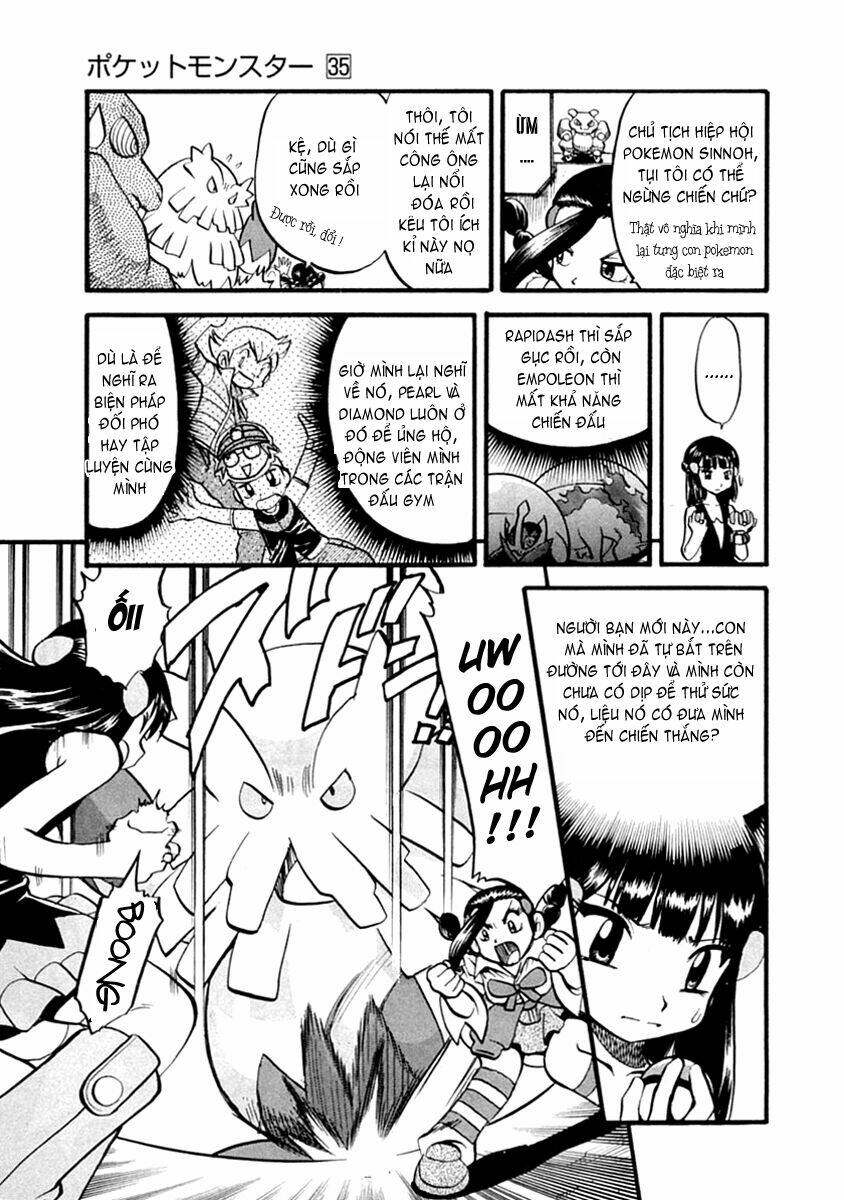 ポケットモンスター 35
ỪM
....
CHỦ TỊCH HIỆP HỘI
POKEMON SINNOH,
TỤI TÔI CÓ THỂ
NGỪNG CHIẾN CHỨ?
Thật vô nghĩa khi mình
lại tung con pokemon
đặc biệt ra
THÔI, TÔI
NÓI THẾ MẤT
CÔNG ÔNG
LẠI NỔI
ĐÓA RỒI
KÊU TÔI ÍCH
KỈ NÀY NỌ
NỮA
KỆ, DÙ GÌ
CŨNG SẮP
XONG RỒI
Được rồi, đổi!
......
RAPIDASH THÌ SẮP
GỤC RỒI, CÒN
EMPOLEON THÌ
MẤT KHẢ NĂNG
CHIẾN ĐẤU
GIỜ MÌNH LẠI NGHĨ
VỀ NÓ, PEARL VÀ
DIAMOND LUÔN Ở
ĐÓ ĐỂ ỦNG HỘ,
ĐỘNG VIÊN MÌNH
TRONG CÁC TRẬN
ĐẤU GYM
DÙ LÀ ĐỂ
NGHĨ RA
BIỆN PHÁP
ĐỐI PHÓ
HAY TẬP
LUYỆN CÙNG
MÌNH
NGƯỜI BẠN MỚI NÀY...CON
MÀ MÌNH ĐÃ TỰ BẮT TRÊN
ĐƯỜNG TỚI ĐÂY VÀ MÌNH CÒN
CHƯA CÓ DỊP ĐỂ THỬ SỨC
NÓ, LIỆU NÓ CÓ ĐƯA MÌNH
ĐẾN CHIẾN THẮNG?
UW
OO
OO
HH
!!!
ỐII
BOONG